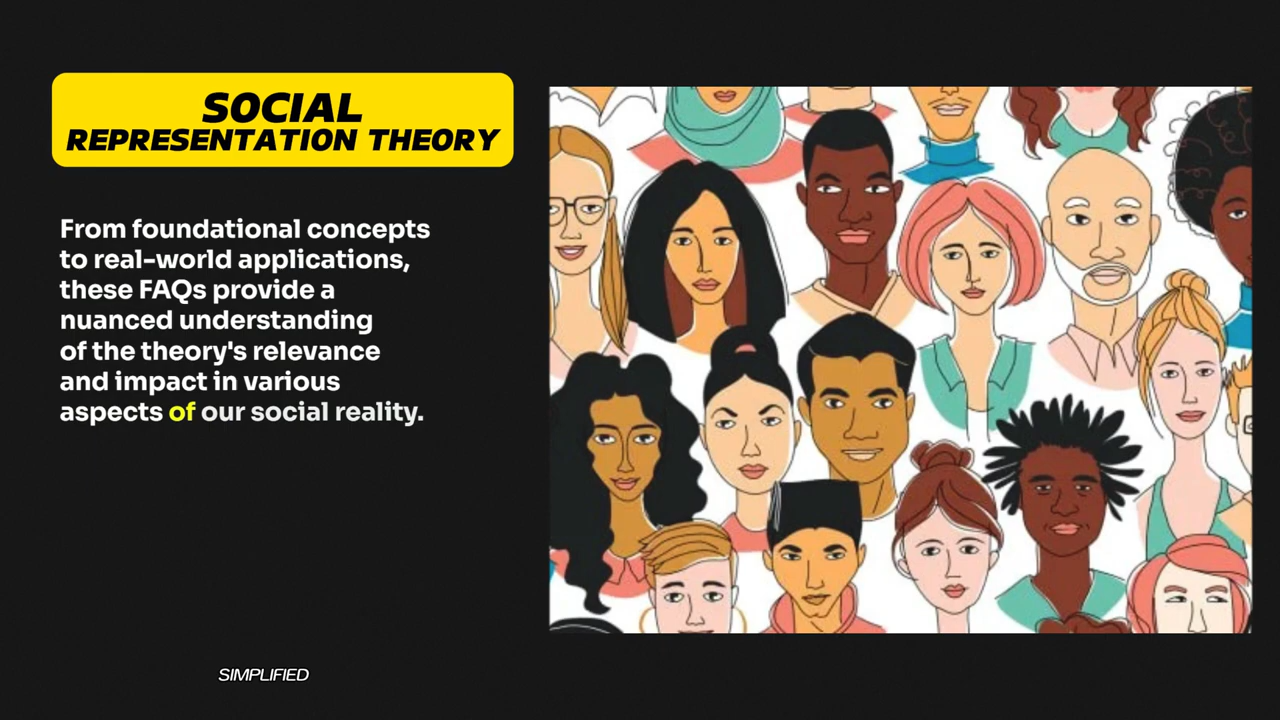 SOCIAL
REPRESENTATION THEORY
From foundational concepts
to real-world applications,
these FAQs provide a
nuanced understanding
of the theory's relevance
and impact in various
aspects of our social reality.
SIMPLIFIED